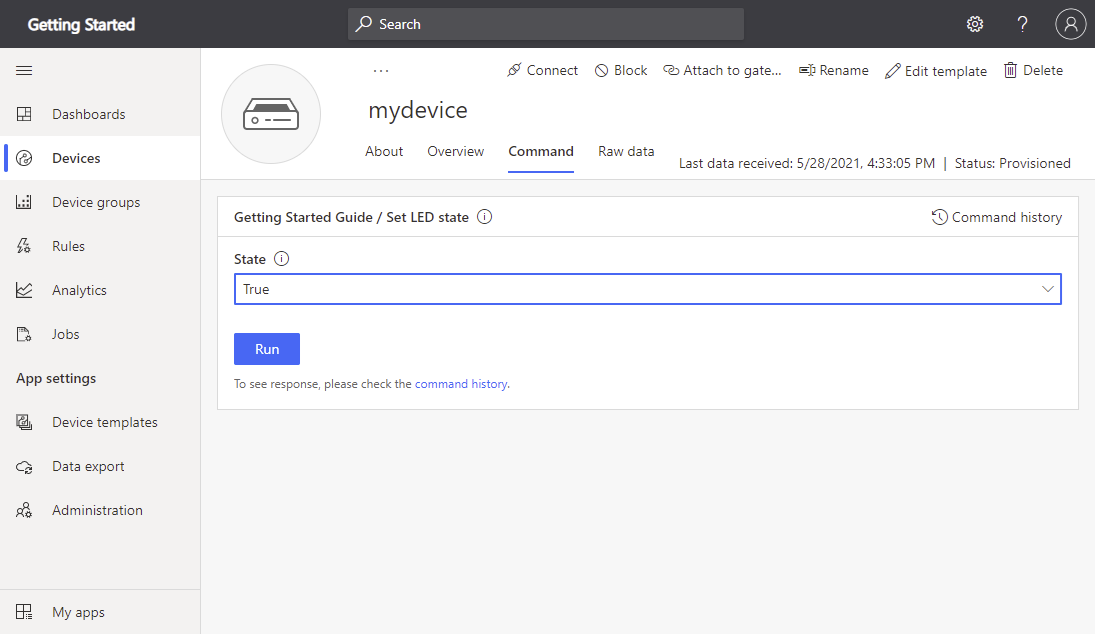 Getting Started
Search
?
Dashboards
Devices
Device groups
Rules
Analytics
Jobs
App settings
Device templates
Data export
Administration
My apps
...
Connect
Block
Attach to gate...
Rename
Edit template
Delete
mydevice
About
Overview
Command
Raw data
Last data received: 5/28/2021, 4:33:05 PM | Status: Provisioned
Getting Started Guide / Set LED state
Command history
State
True
Run
To see response, please check the command history.